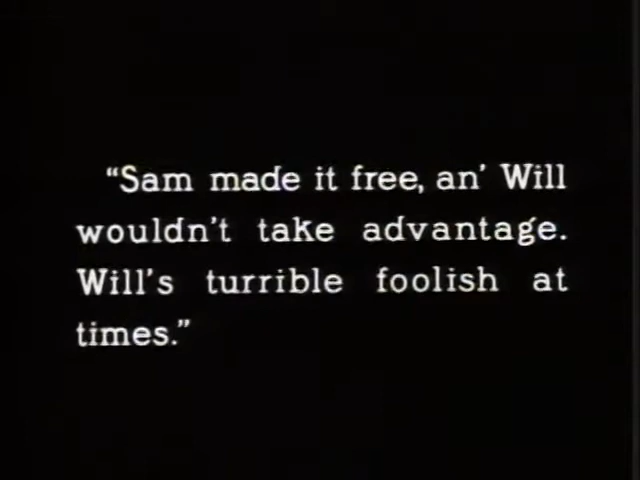 “Sam made it free, an’ Will
wouldn’t take advantage.
Will’s turrible foolish at
times.”